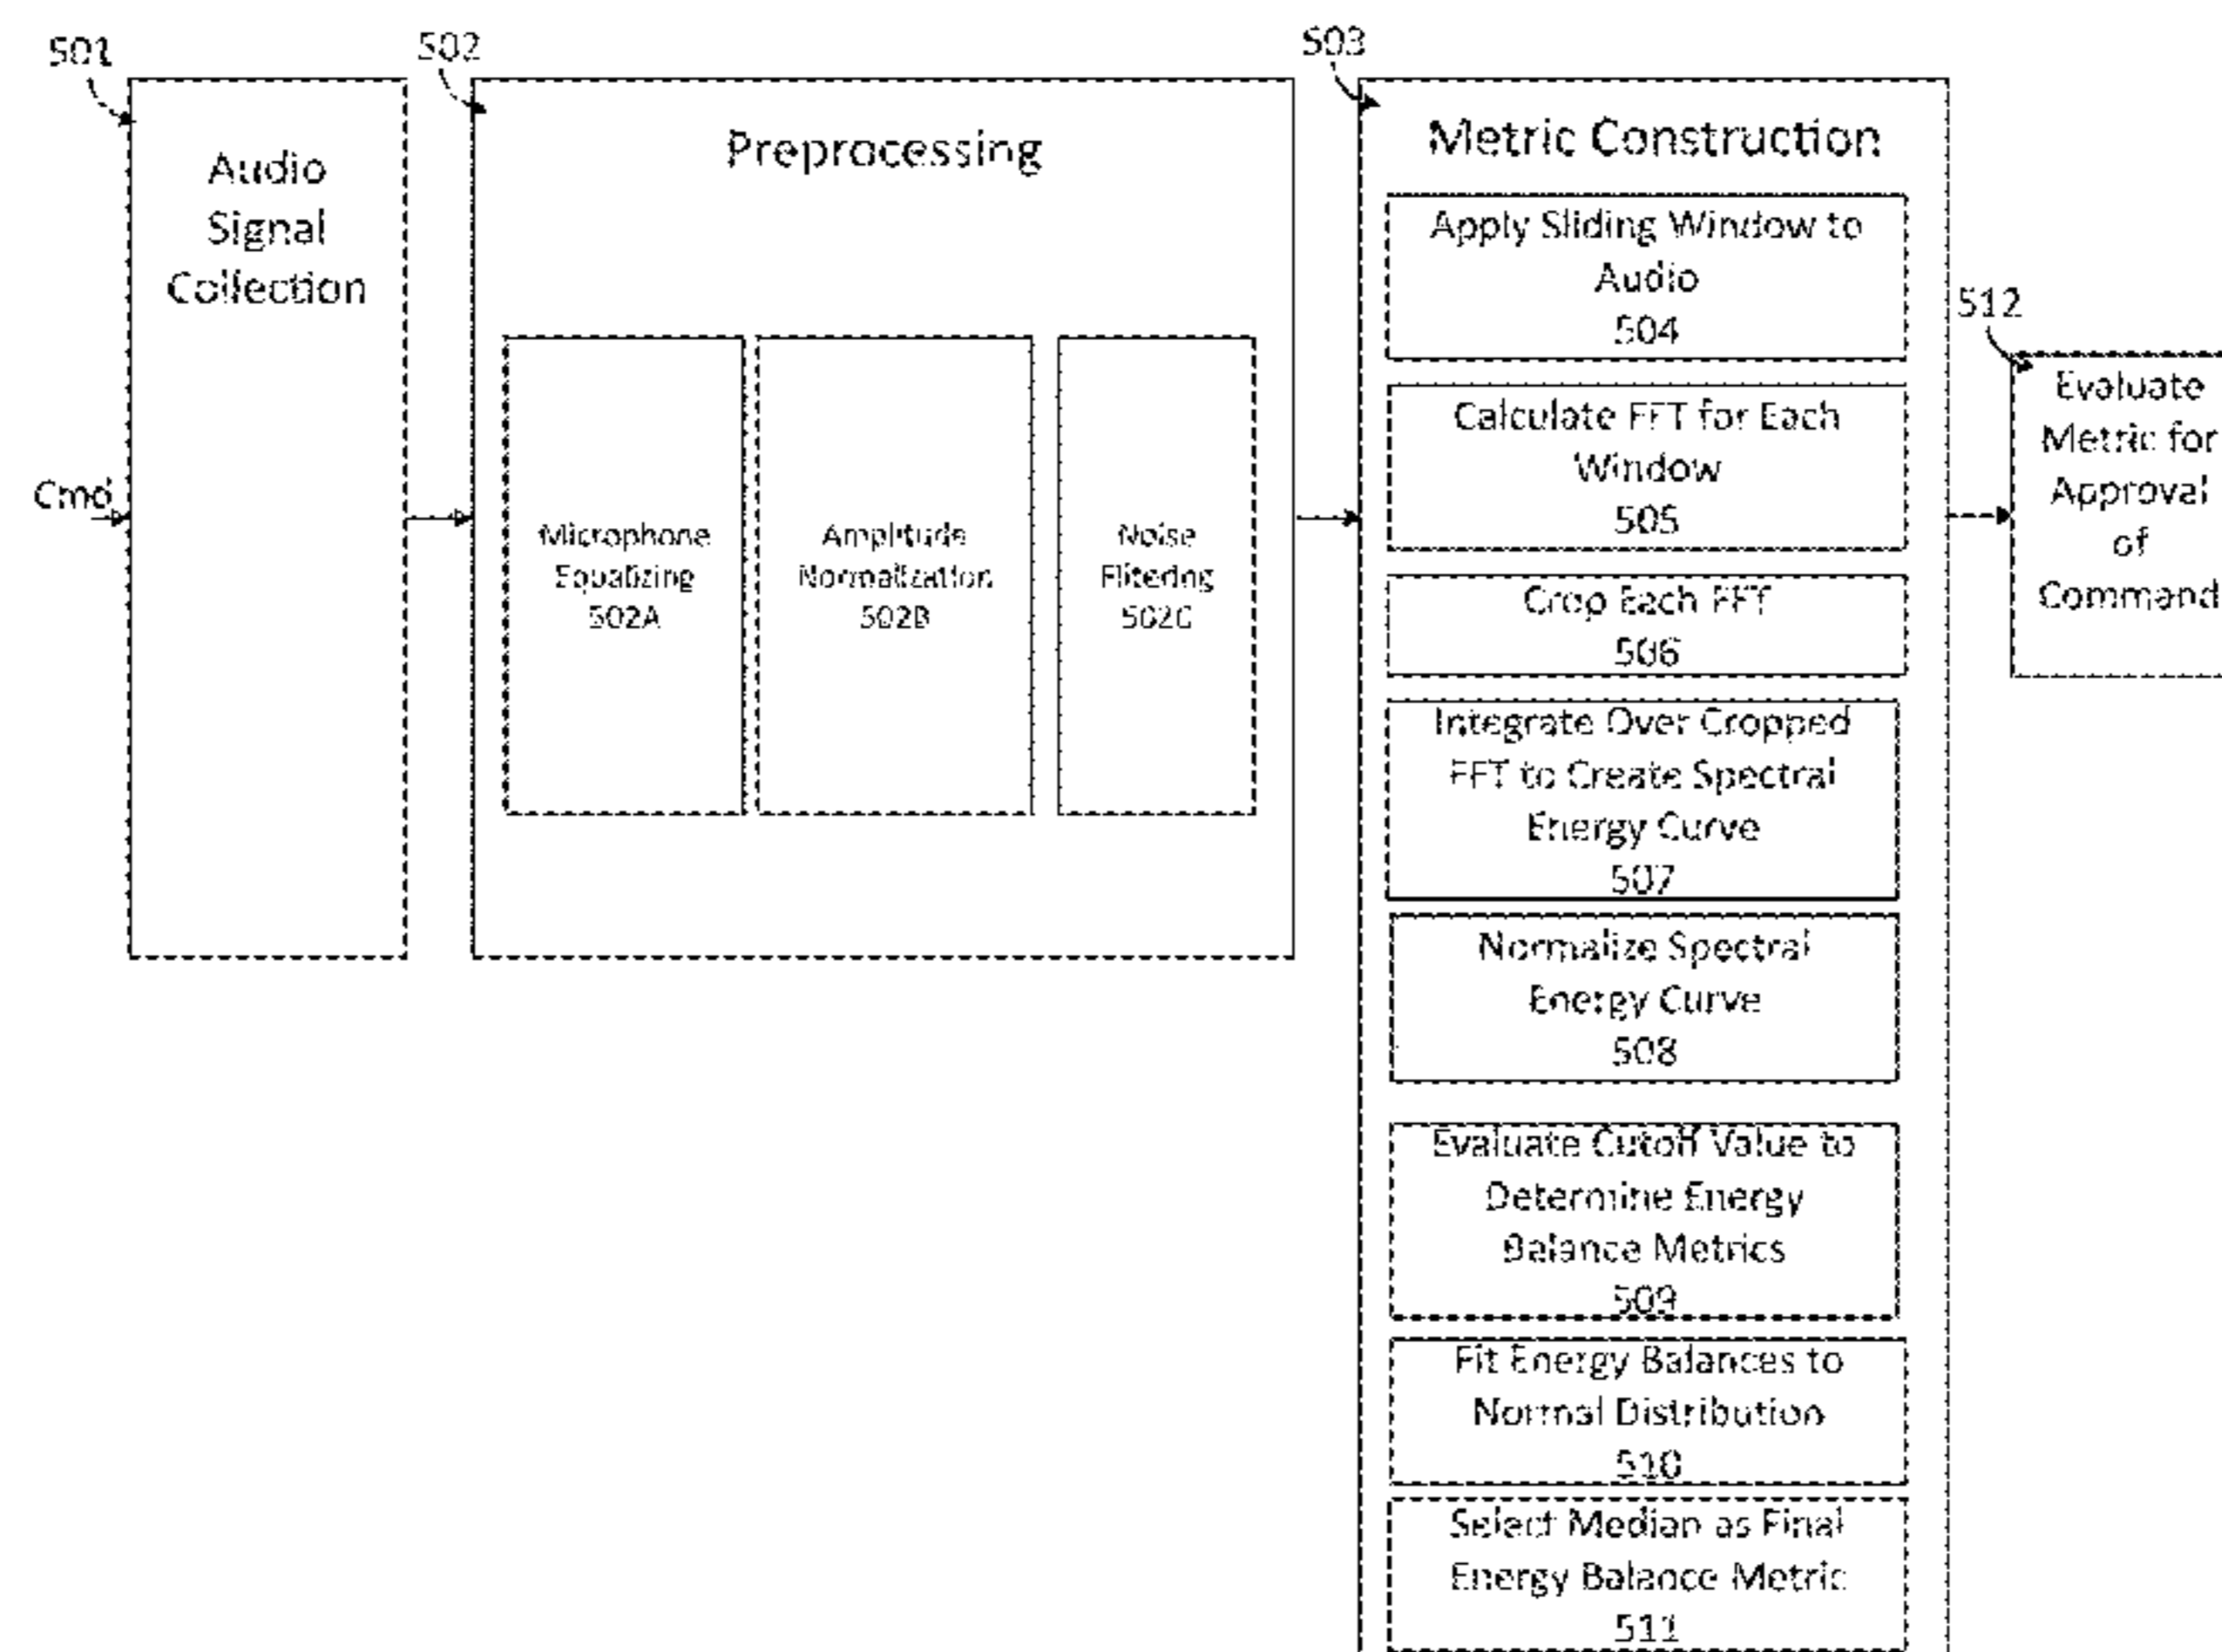 501
Audio
Signal
Collection
Cmd
502
Preprocessing
Microphone
Equalizing
502A
Amplitude
Normalization
502B
Noise
Filtering
502C
503
Metric Construction
Apply Sliding Window to
Audio
504
Calculate FFT for Each
Window
505
Crop Each FFT
506
Integrate Over Cropped
FFT to Create Spectral
Energy Curve
507
Normalize Spectral
Energy Curve
508
Evaluate Cutoff Value to
Determine Energy
Balance Metrics
509
Fit Energy Balances to
Normal Distribution
510
Select Median as Final
Energy Balance Metric
511
512
Evaluate
Metric for
Approval
of
Command